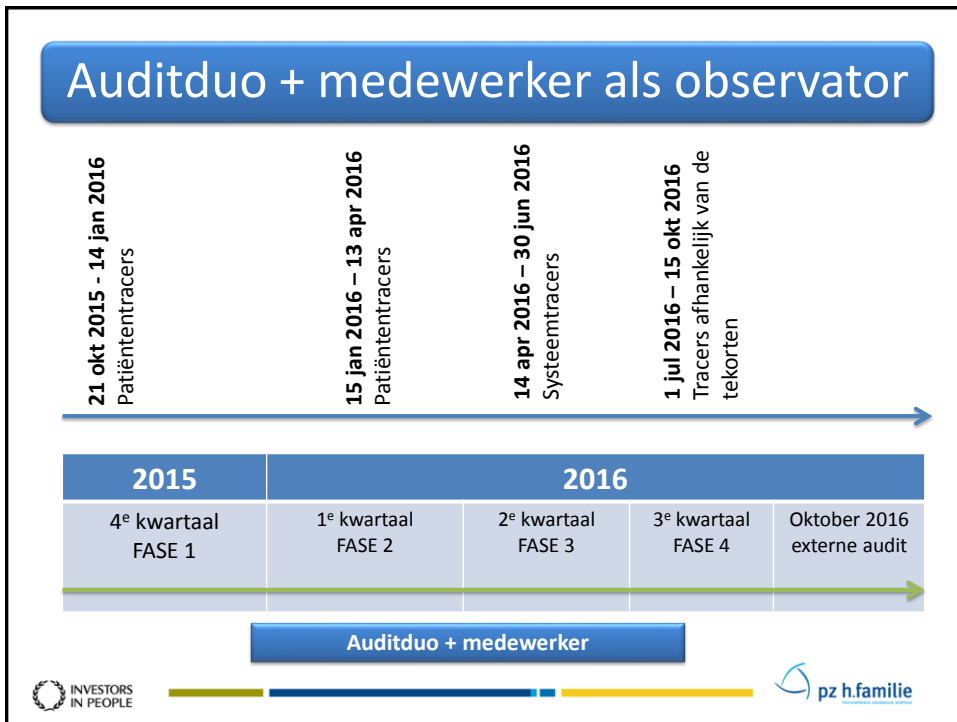 Auditduo + medewerker als observator
21 okt 2015 - 14 jan 2016
Patiëntentracers
15 jan 2016 – 13 apr 2016
Patiëntentracers
14 apr 2016 – 30 jun 2016
Systeemtracers
1 jul 2016 – 15 okt 2016
Tracers afhankelijk van de
tekorten
2015
2016
4e kwartaal
FASE 1
1e kwartaal
FASE 2
2e kwartaal
FASE 3
3e kwartaal
FASE 4
Oktober 2016
externe audit
Auditduo + medewerker
INVESTORS
IN PEOPLE
pz h.familie